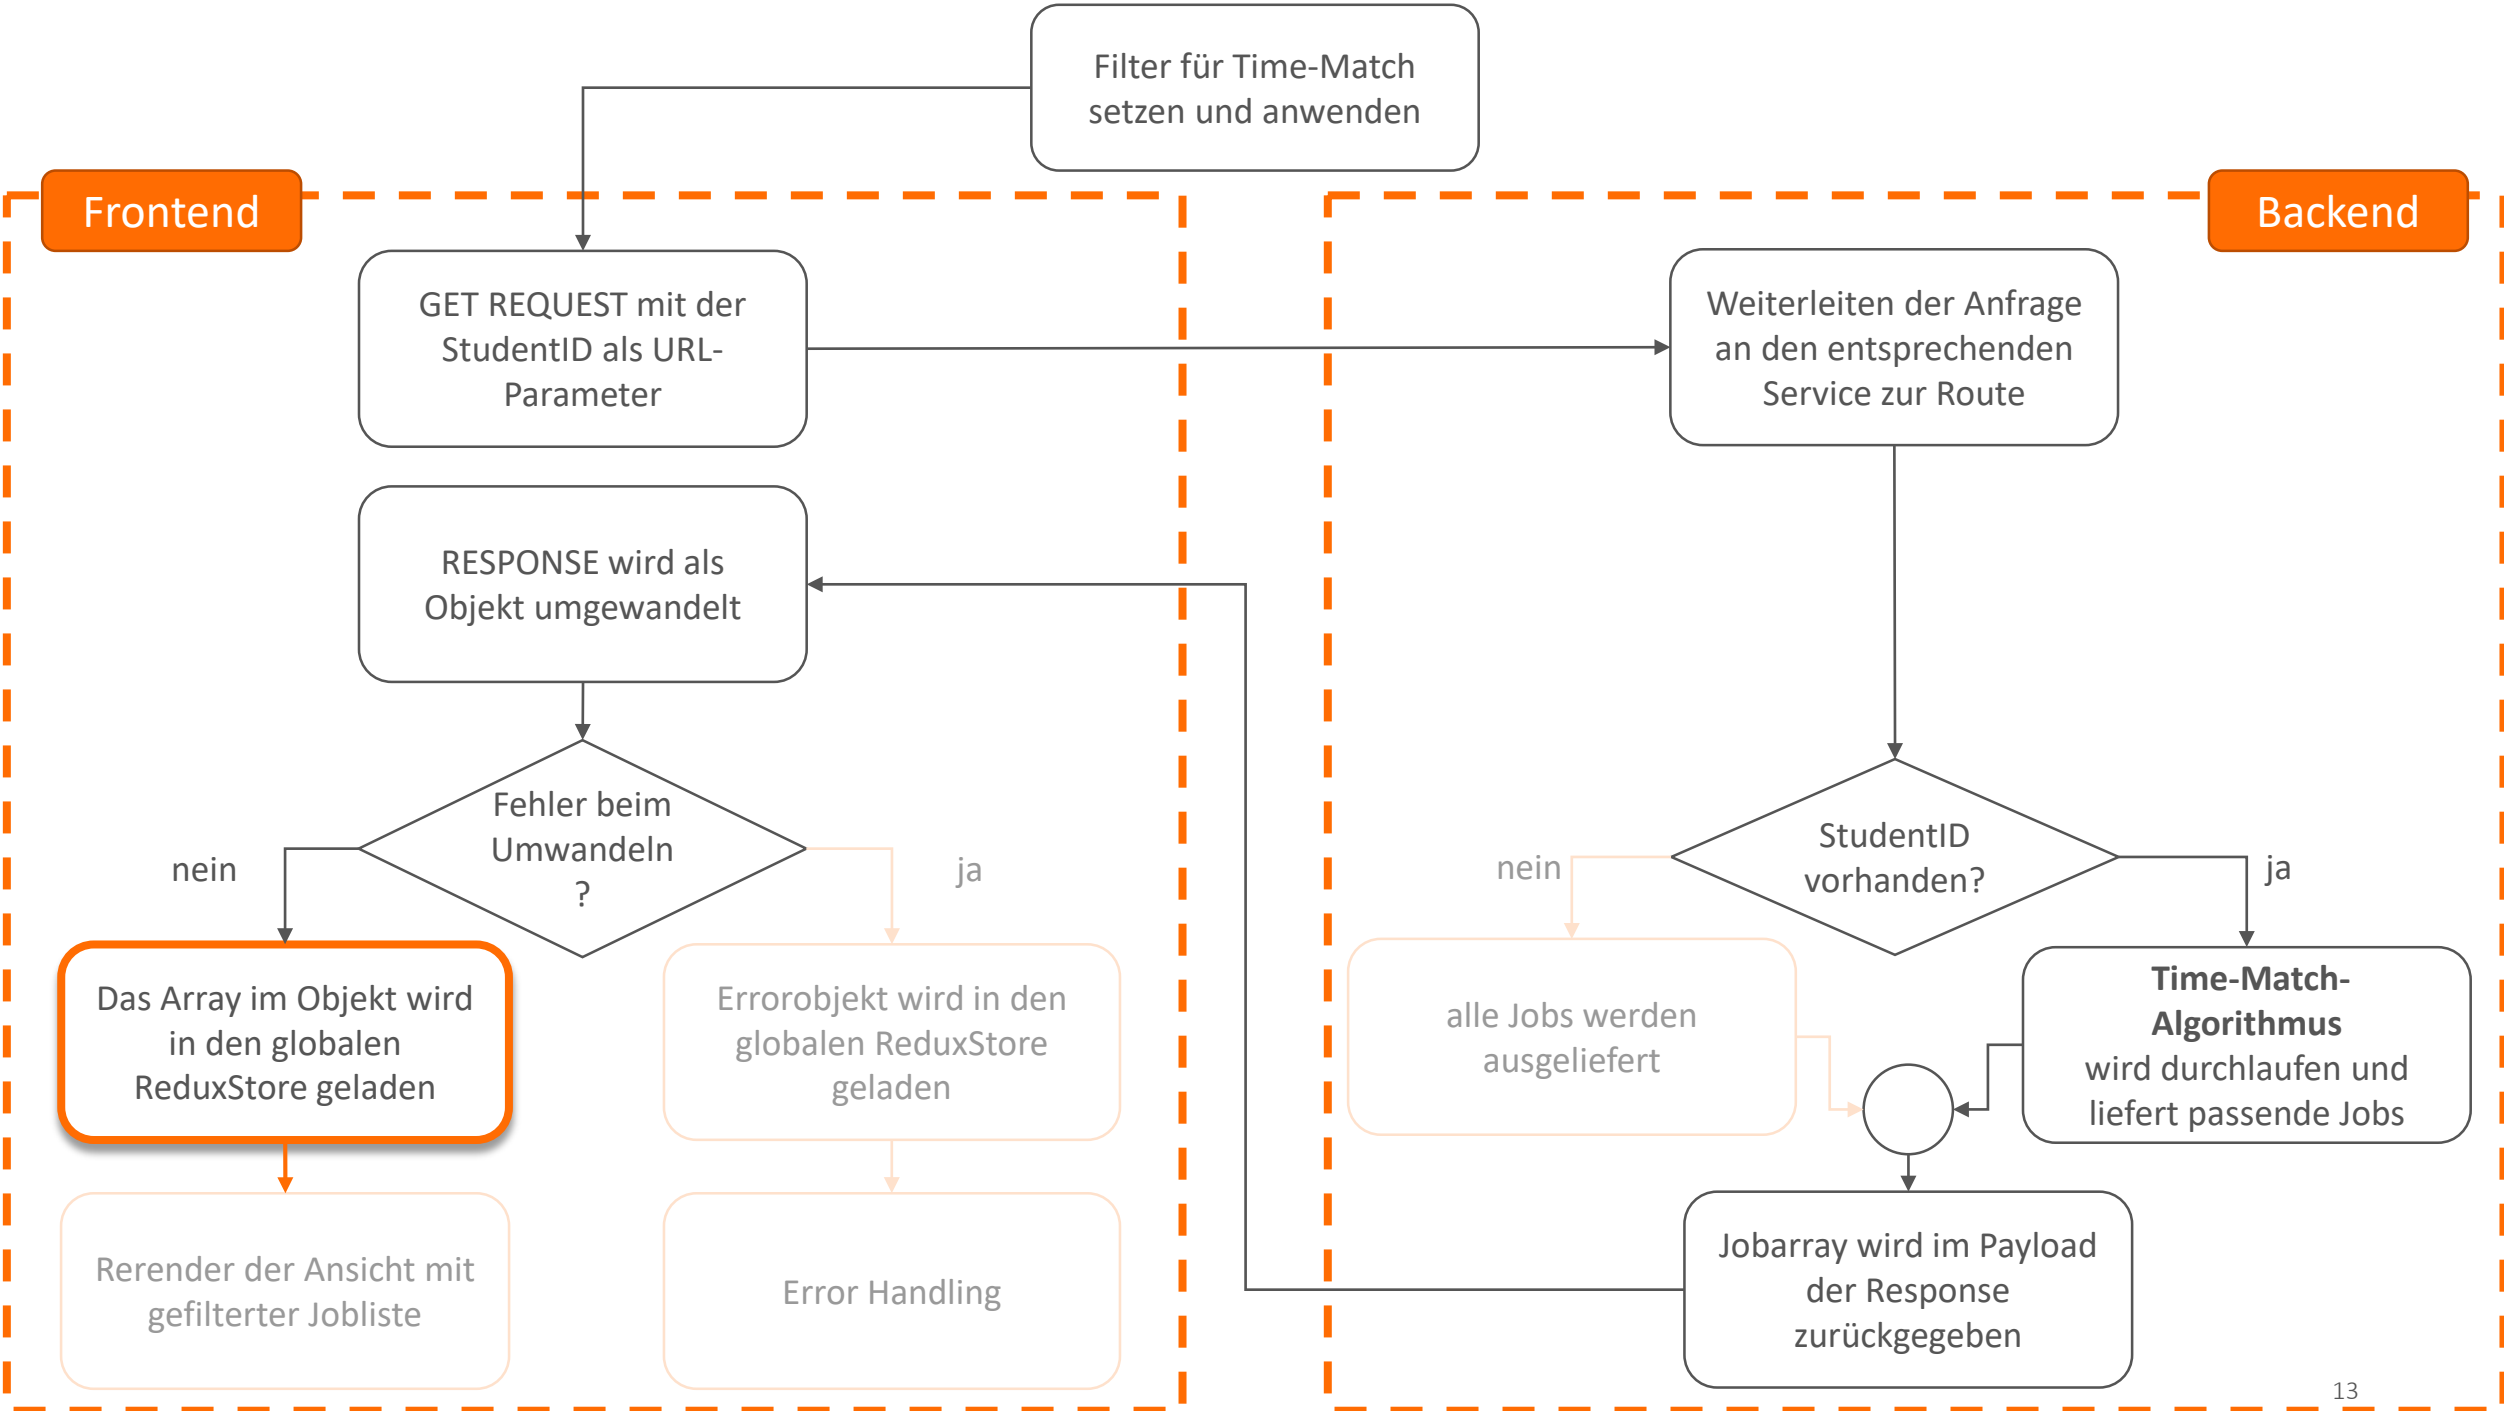 Filter für Time-Match
setzen und anwenden
Frontend
Backend
GET REQUEST mit der
StudentID als URL-
Parameter
Weiterleiten der Anfrage
an den entsprechenden
Service zur Route
RESPONSE wird als
Objekt umgewandelt
Fehler beim
Umwandeln
?
nein
ja
StudentID
vorhanden?
nein
ja
Das Array im Objekt wird
in den globalen
ReduxStore geladen
Errorobjekt wird in den
globalen ReduxStore
geladen
alle Jobs werden
ausgeliefert
Time-Match-
Algorithmus
wird durchlaufen und
liefert passende Jobs
Rerender der Ansicht mit
gefilterter Jobliste
Error Handling
Jobarray wird im Payload
der Response
zurückgegeben
13